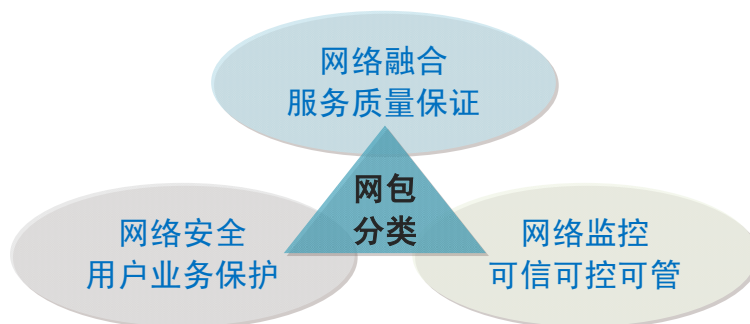 网络融合
服务质量保证
网包
分类
网络安全
用户业务保护
网络监控
可信可控可管